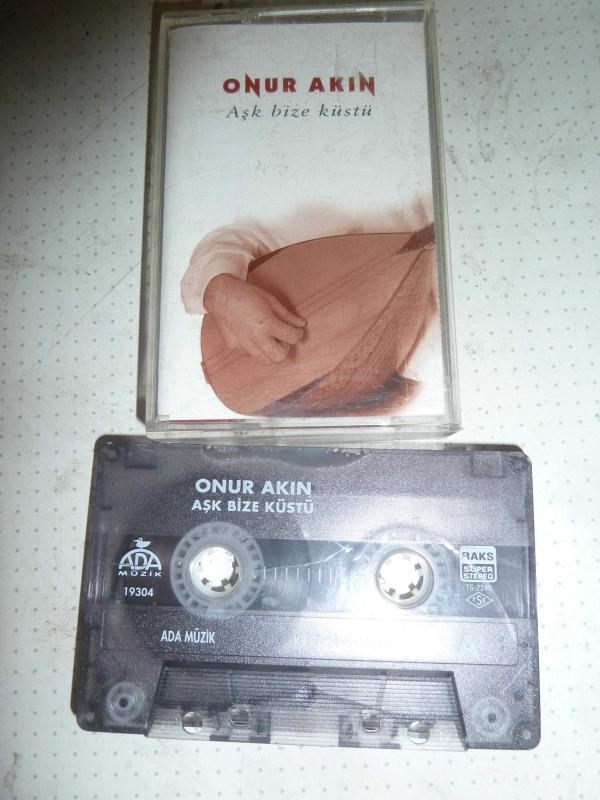 ONUR AKIN
Aşk bize küstü
ONUR AKIN
AŞK BİZE KÜSTÜ
ADA
MÜZİK
19304
RAKS
SUPER
STEREO
TSE
ADA MÜZİK
A